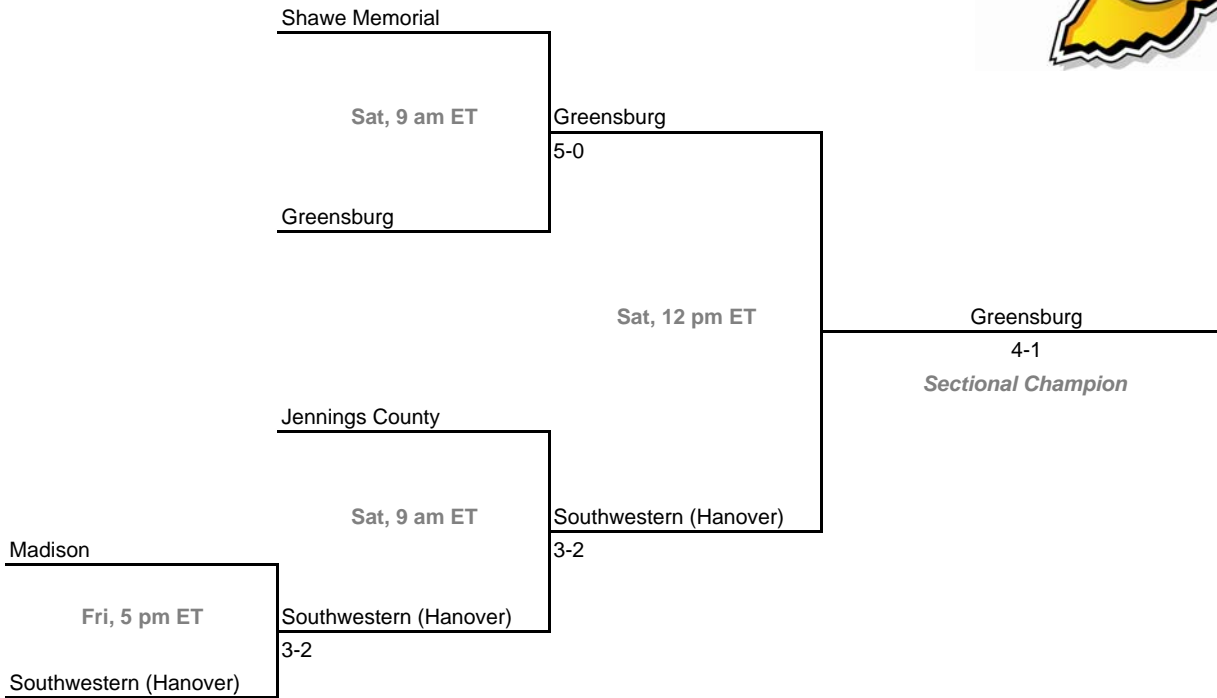 Shawe Memorial
Sat, 9 am ET
Greensburg
5-0
Greensburg
Sat, 12 pm ET
Greensburg
4-1
Sectional Champion
Jennings County
Sat, 9 am ET
Southwestern (Hanover)
3-2
Madison
Fri, 5 pm ET
Southwestern (Hanover)
3-2
Southwestern (Hanover)